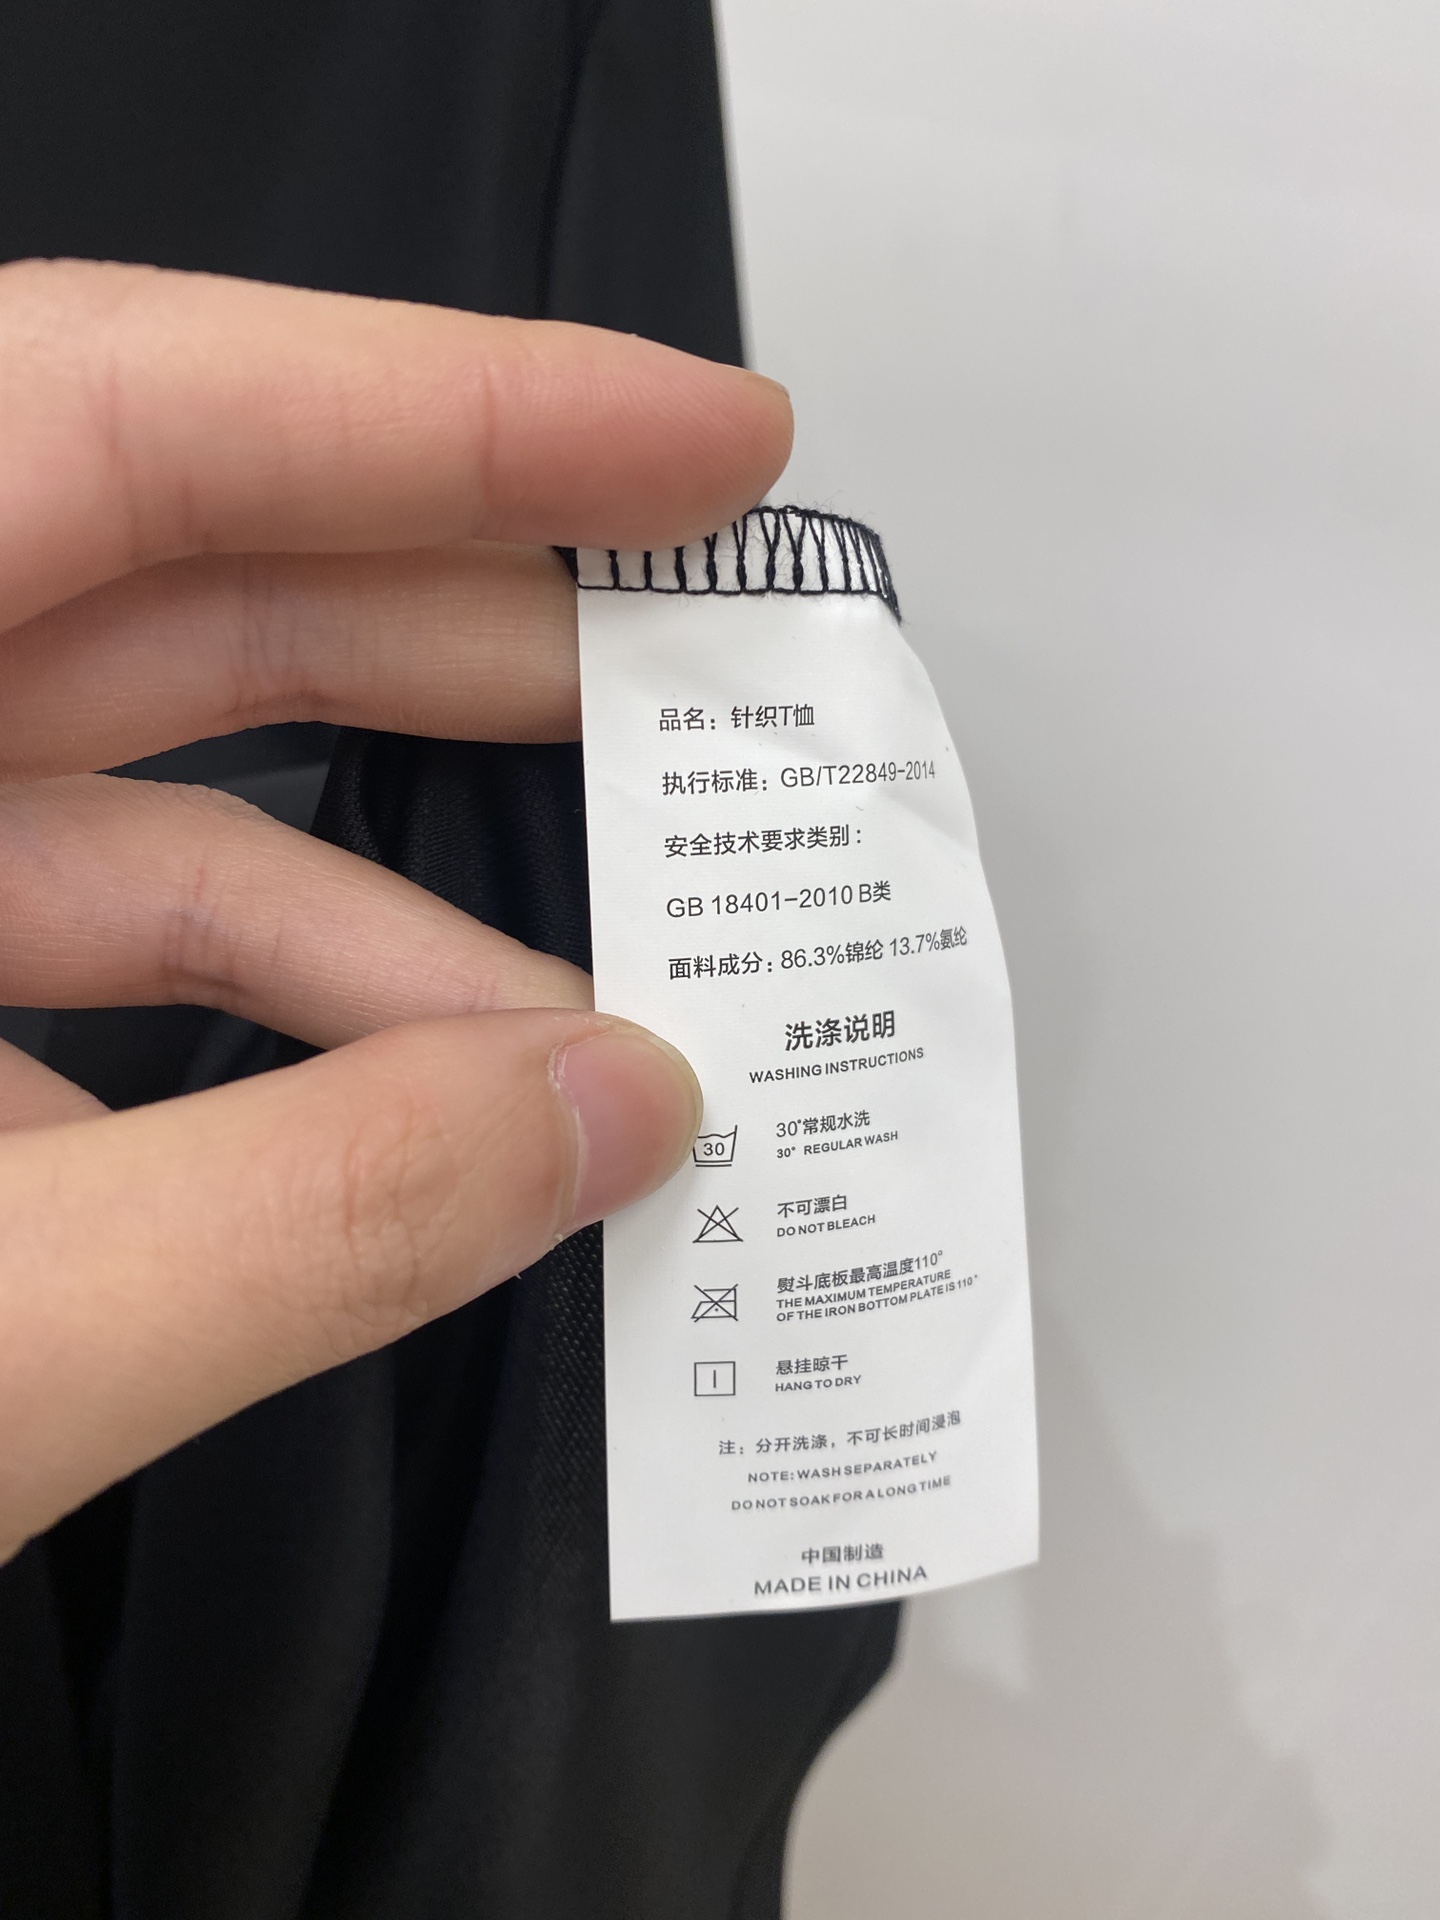 品名：针织T恤
执行标准：GB/T22849-2014
安全技术要求类别：
GB 18401-2010 B类
面料成分：86.3%锦纶 13.7%氨纶
洗涤说明
WASHING INSTRUCTIONS
30
30°常规水洗
30° REGULAR WASH
不可漂白
DO NOT BLEACH
熨斗底板最高温度110°
THE MAXIMUM TEMPERATURE
OF THE IRON BOTTOM PLATE IS 110°
悬挂晾干
HANG TO DRY
注：分开洗涤，不可长时间浸泡
NOTE: WASH SEPARATELY
DO NOT SOAK FOR A LONG TIME
中国制造
MADE IN CHINA